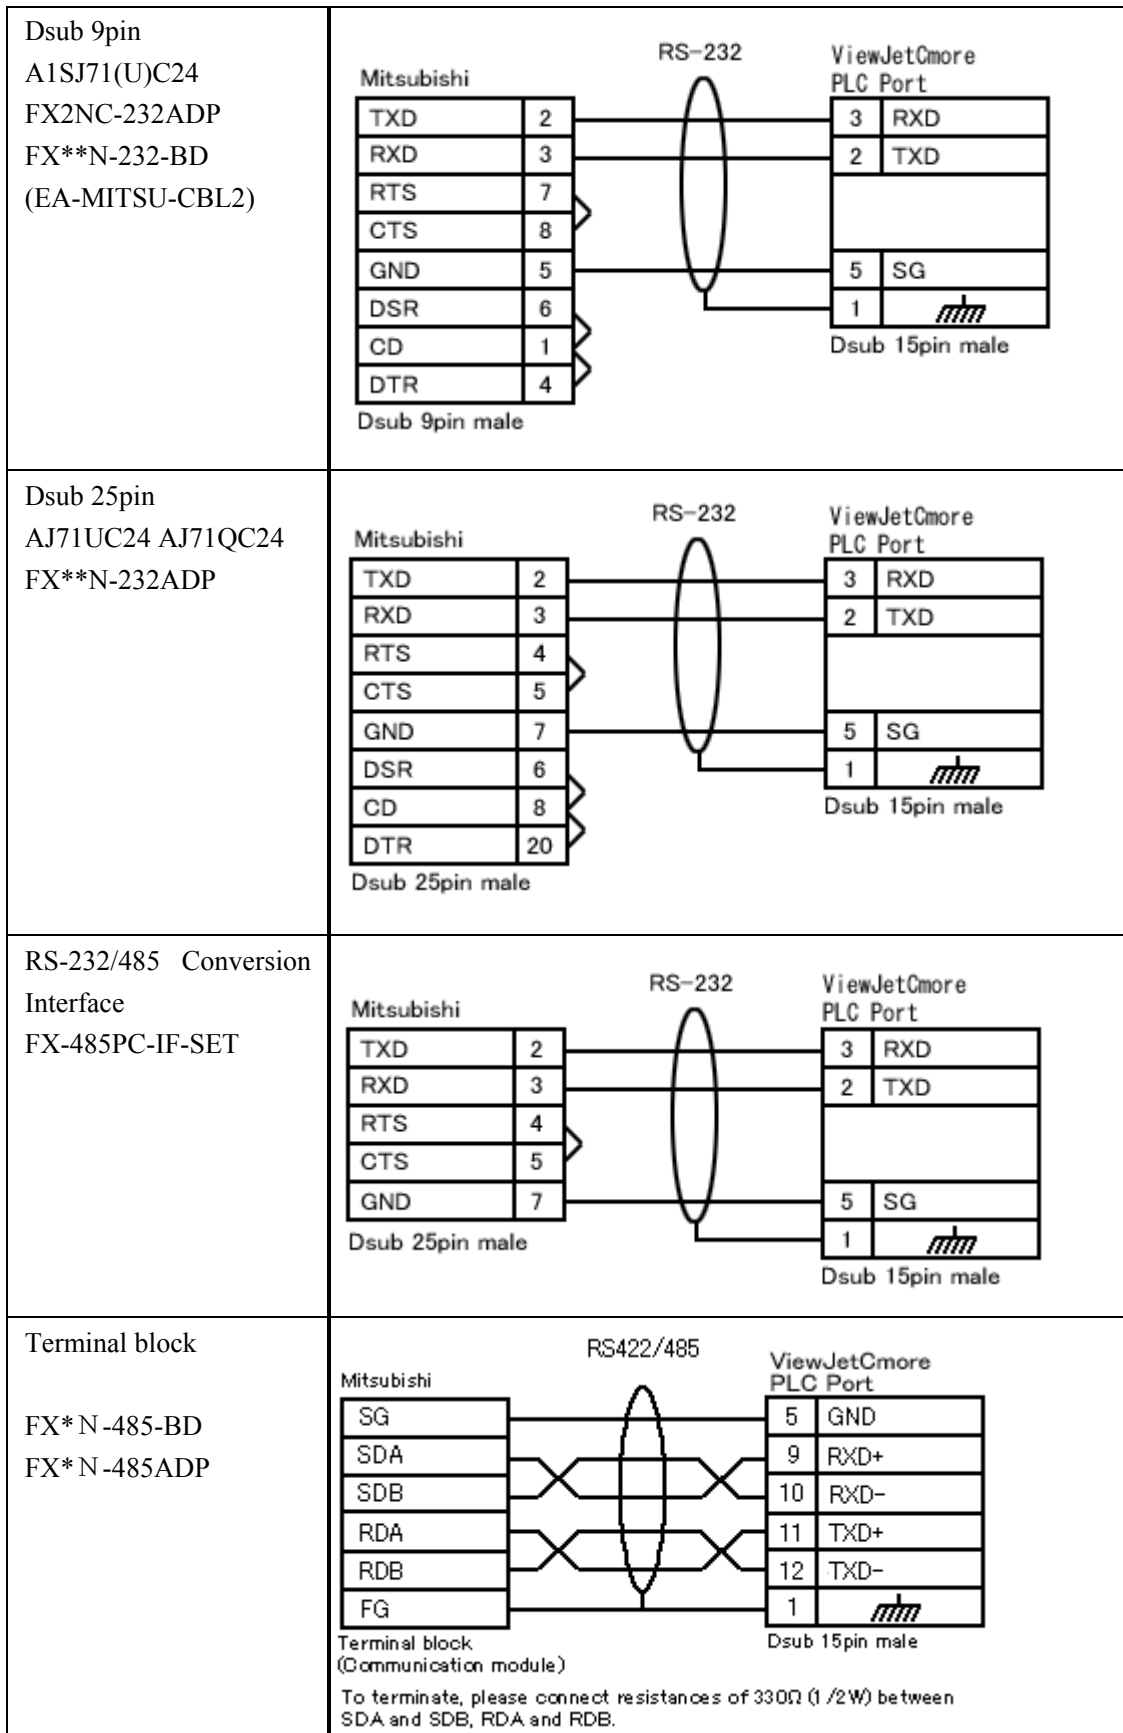 Dsub 9pin
A1SJ71(U)C24
FX2NC-232ADP
FX**N-232-BD
(EA-MITSU-CBL2)
RS-232
Mitsubishi
ViewJetCmore
PLC Port
TXD 2 3 RXD
RXD 3 2 TXD
RTS 7
CTS 8
GND 5 5 SG
DSR 6 1
CD 1
DTR 4
Dsub 15pin male
Dsub 9pin male
Dsub 25pin
AJ71UC24 AJ71QC24
FX**N-232ADP
RS-232
Mitsubishi
ViewJetCmore
PLC Port
TXD 2 3 RXD
RXD 3 2 TXD
RTS 4
CTS 5
GND 7 5 SG
DSR 6 1
CD 8
DTR 20
Dsub 15pin male
Dsub 25pin male
RS-232/485 Conversion
Interface
FX-485PC-IF-SET
RS-232
Mitsubishi
ViewJetCmore
PLC Port
TXD 2 3 RXD
RXD 3 2 TXD
RTS 4
CTS 5
GND 7 5 SG
1
Dsub 25pin male
Dsub 15pin male
Terminal block
FX*Ｎ-485-BD
FX*Ｎ-485ADP
RS422/485
Mitsubishi
ViewJetCmore
PLC Port
SG 5 GND
SDA 9 RXD+
SDB 10 RXD-
RDA 11 TXD+
RDB 12 TXD-
FG 1
Terminal block
(Communication module)
Dsub 15pin male
To terminate, please connect resistances of 330Ω (1/2W) between
SDA and SDB, RDA and RDB.